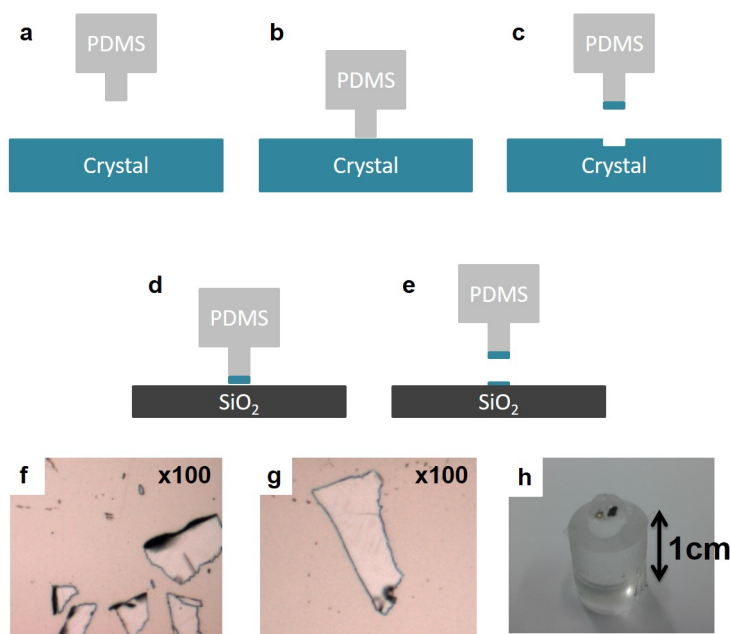 a
PDMS
Crystal
b
PDMS
Crystal
c
PDMS
Crystal
d
PDMS
SiO₂
e
PDMS
SiO₂
f
x100
g
x100
h
1cm